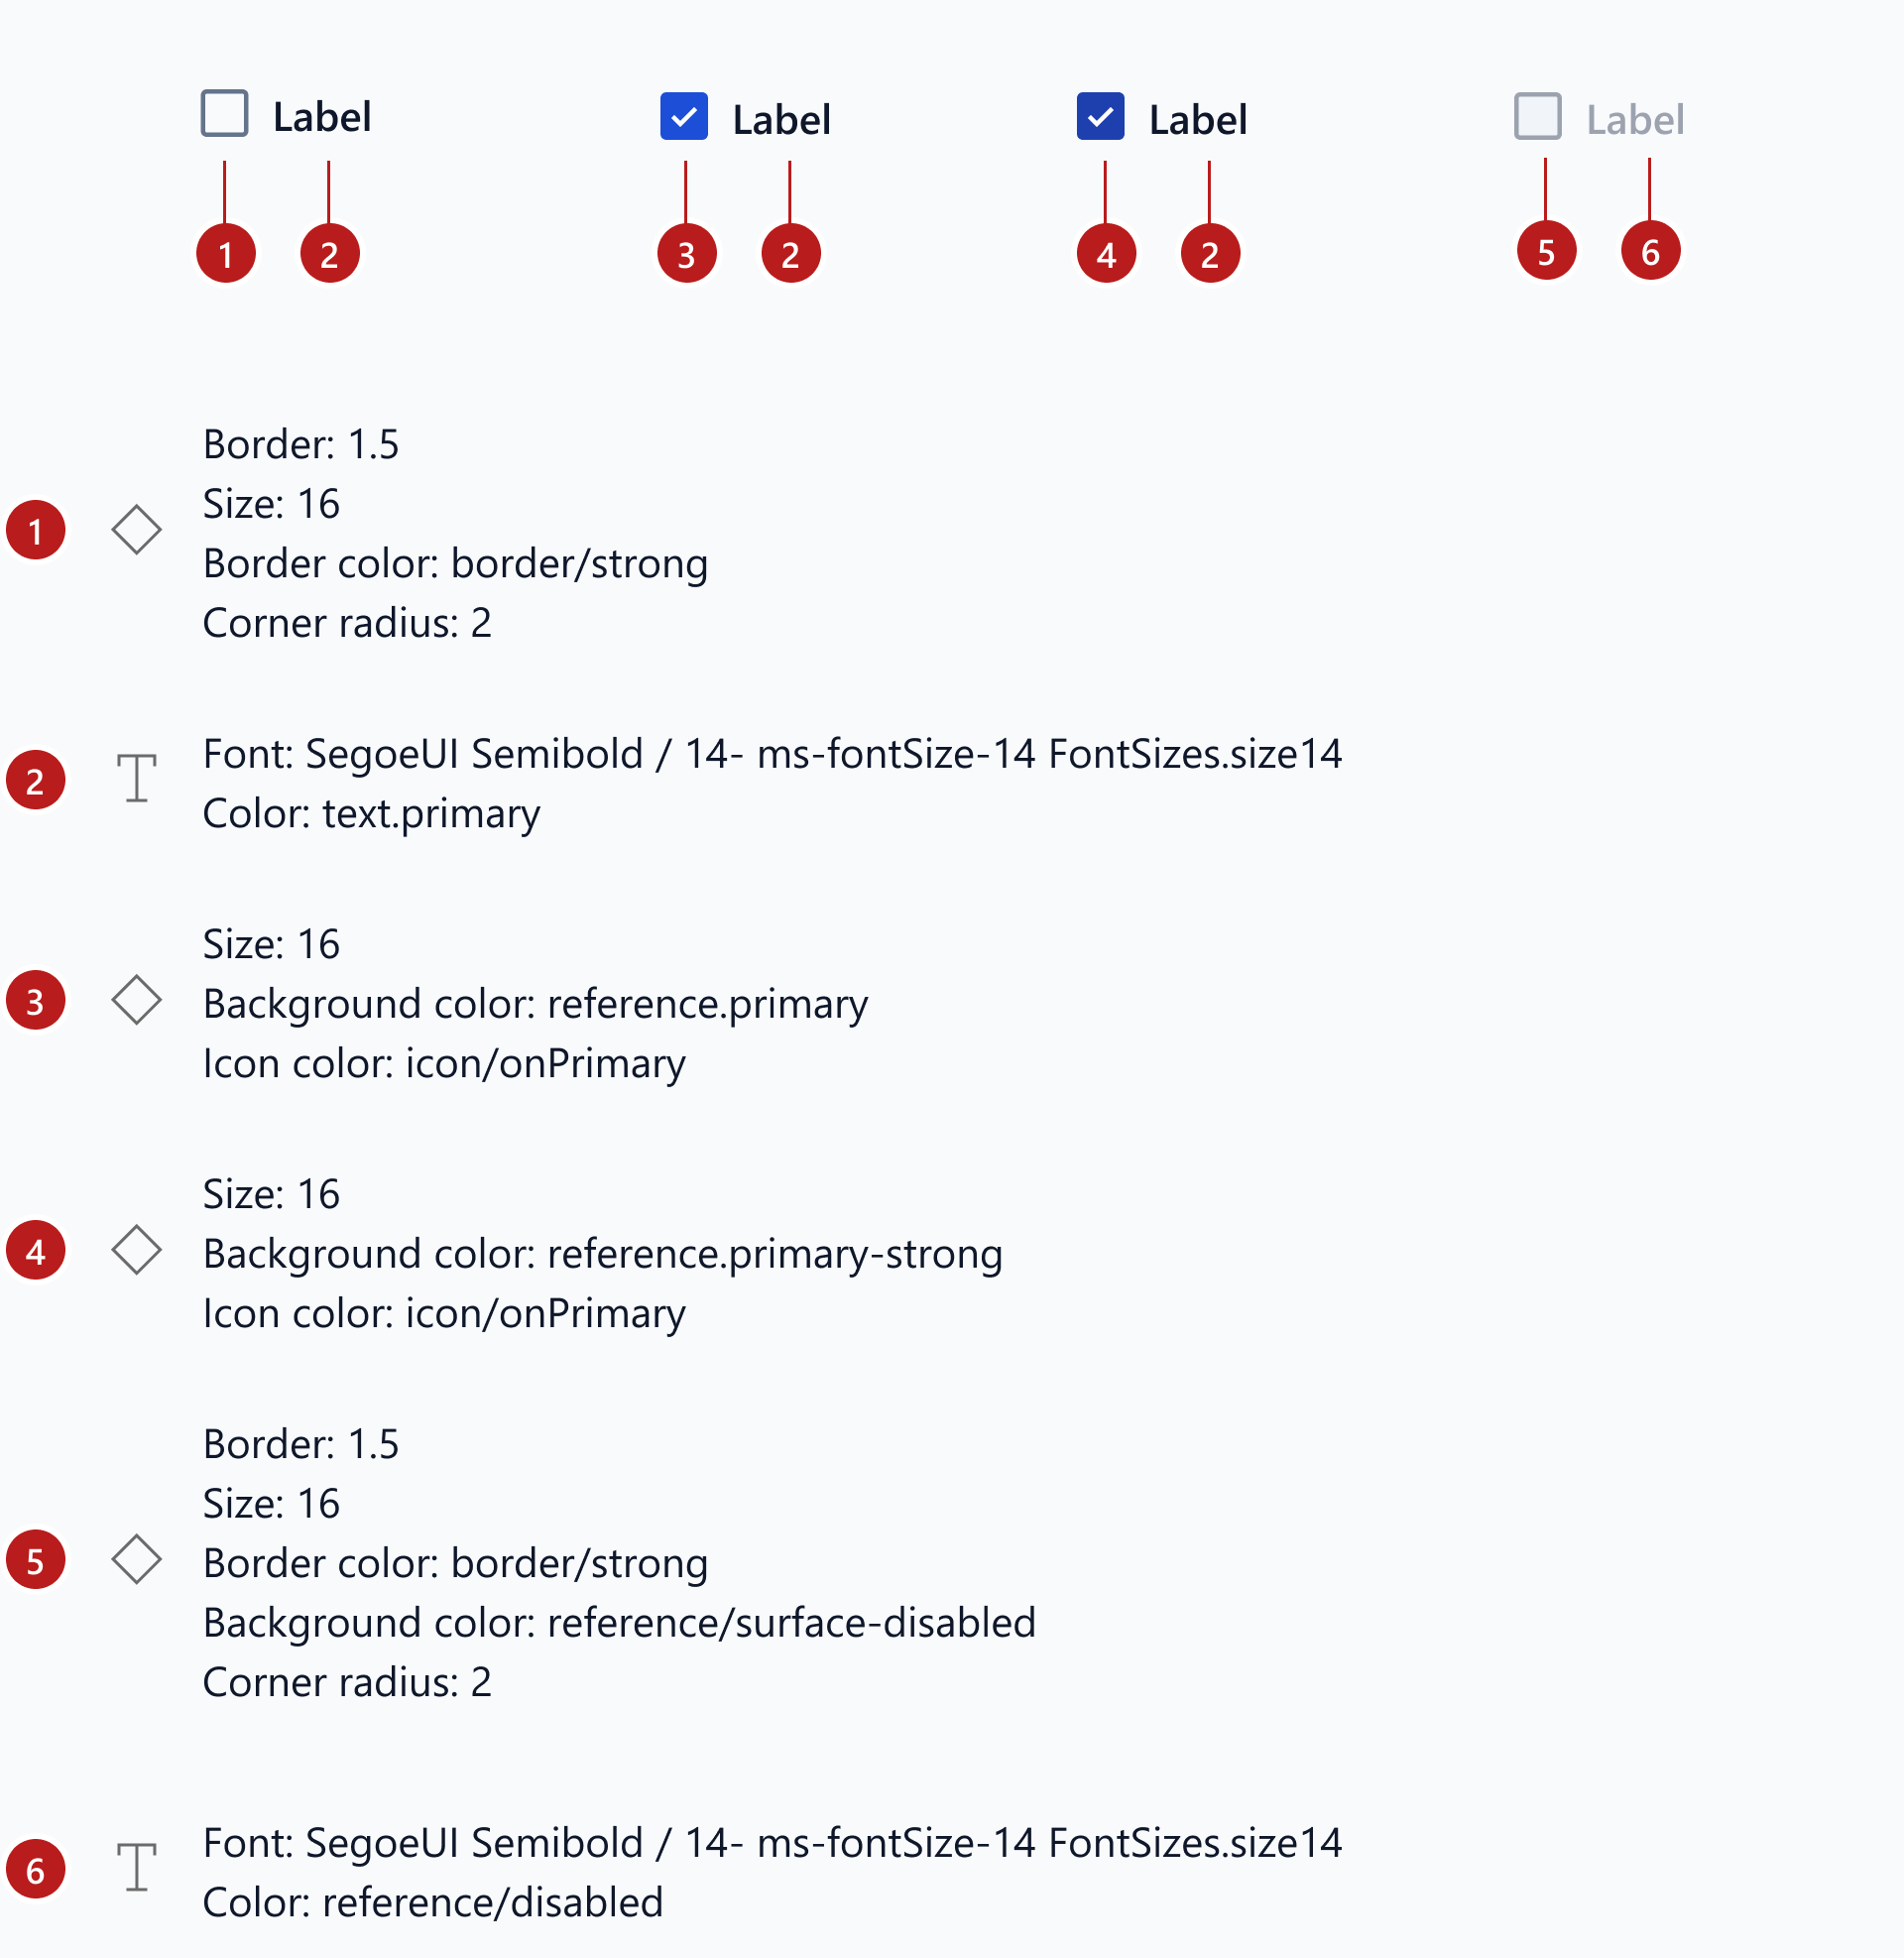 Label Label Label Label
1 2 3 2 4 2 5 6
Border: 1.5
Size: 16
1
Border color: border/strong
Corner radius: 2
Font: SegoeUI Semibold / 14- ms-fontSize-14 FontSizes.size14
2
Color: text.primary
Size: 16
3
Background color: reference.primary
Icon color: icon/onPrimary
Size: 16
4
Background color: reference.primary-strong
Icon color: icon/onPrimary
Border: 1.5
Size: 16
5
Border color: border/strong
Background color: reference/surface-disabled
Corner radius: 2
Font: SegoeUI Semibold / 14- ms-fontSize-14 FontSizes.size14
6
Color: reference/disabled